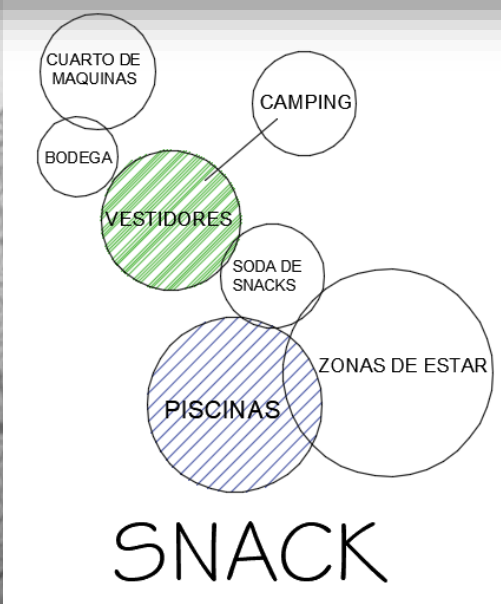 CUARTO DE
MAQUINAS
CAMPING
BODEGA
VESTIDORES
SODA DE
SNACKS
ZONAS DE ESTAR
PISCINAS
SNACK